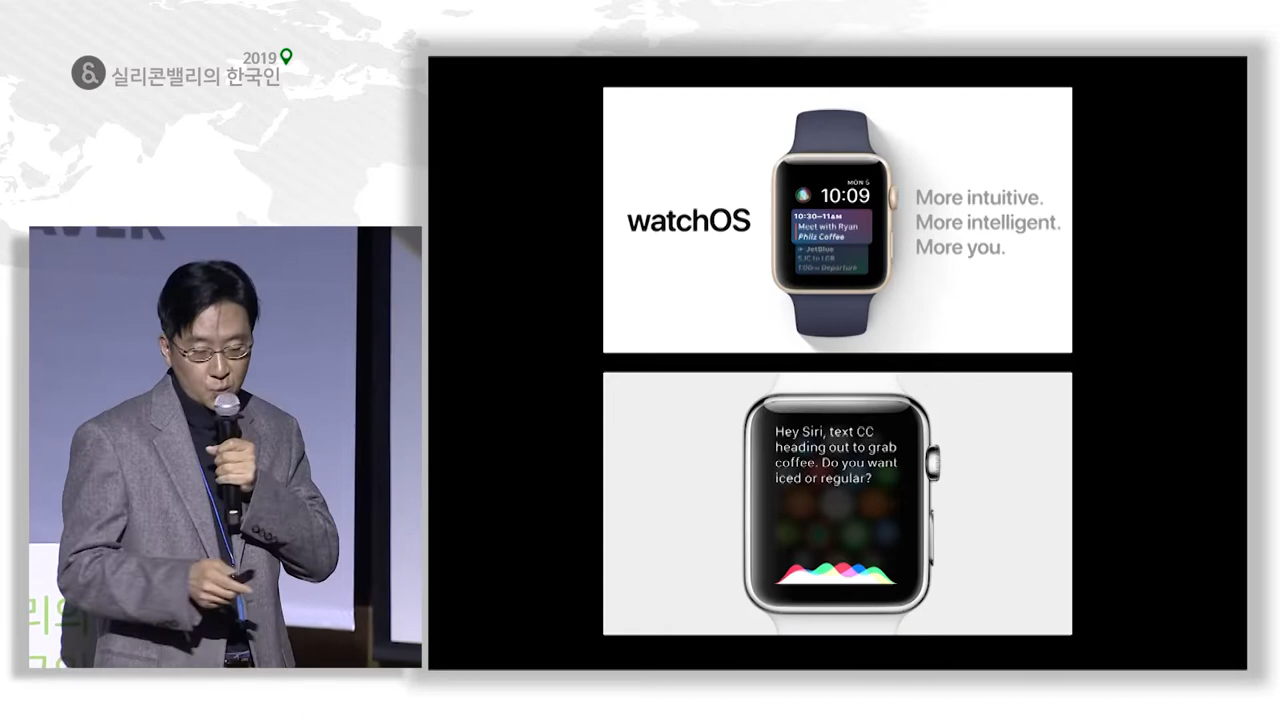 2019
& 실리콘밸리의 한국인
watchOS
MON 5
10:09
10:30–11AM
Meet with Ryan
Philz Coffee
JetBlue
SJC to LGB
1:00PM Departure
More intuitive.
More intelligent.
More you.
Hey Siri, text CC
heading out to grab
coffee. Do you want
iced or regular?
리의